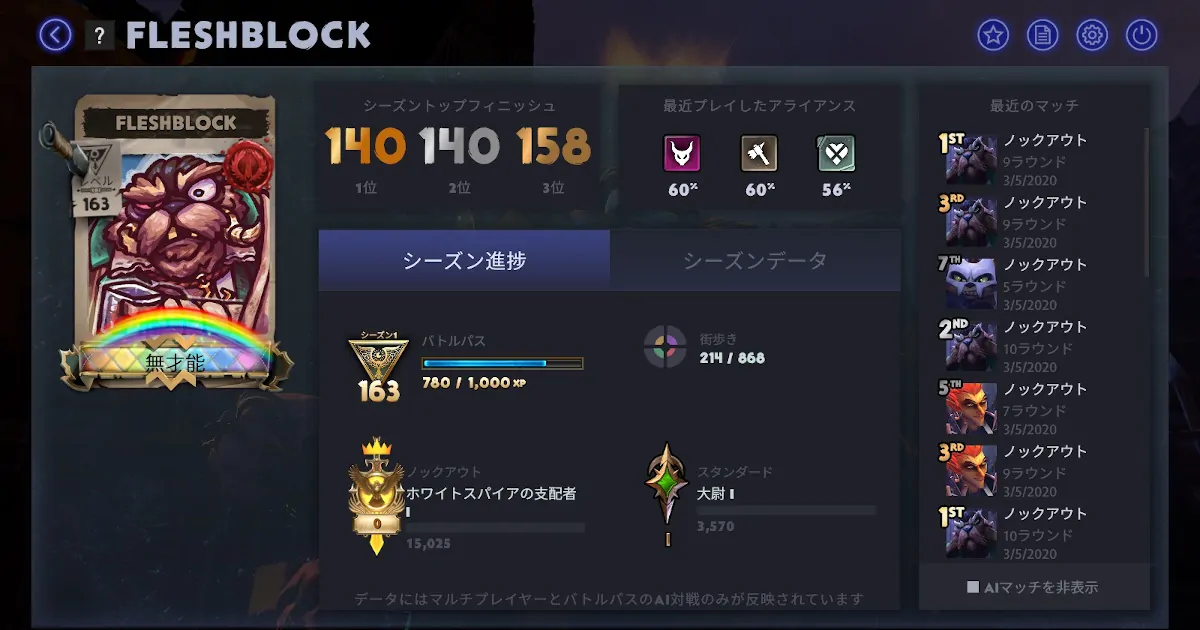 ? FLESHBLOCK
FLESHBLOCK
レベル
163
無才能
シーズントップフィニッシュ
140 140 158
1位 2位 3位
最近プレイしたアライアンス
60% 60% 56%
シーズン進捗
シーズンデータ
シーズン1
163
バトルパス
780 / 1,000 XP
街歩き
214 / 868
ノックアウト
ホワイトスパイアの支配者
I
0
15,025
スタンダード
大尉 I
I
3,570
データにはマルチプレイヤーとバトルパスのAI対戦のみが反映されています
最近のマッチ
1ST ノックアウト
9ラウンド
3/5/2020
3RD ノックアウト
9ラウンド
3/5/2020
7TH ノックアウト
5ラウンド
3/5/2020
2ND ノックアウト
10ラウンド
3/5/2020
5TH ノックアウト
7ラウンド
3/5/2020
3RD ノックアウト
9ラウンド
3/5/2020
1ST ノックアウト
10ラウンド
3/5/2020
AIマッチを非表示